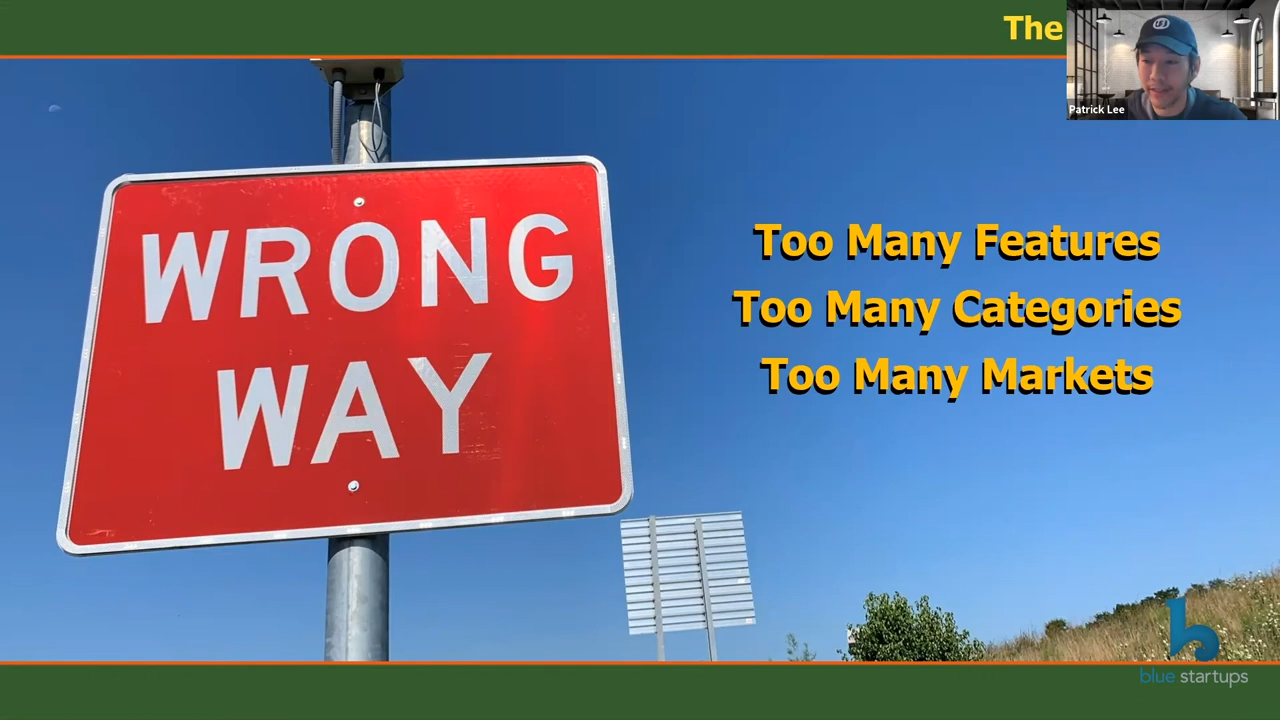 The
Patrick Lee
WRONG
WAY
Too Many Features
Too Many Categories
Too Many Markets
blue startups